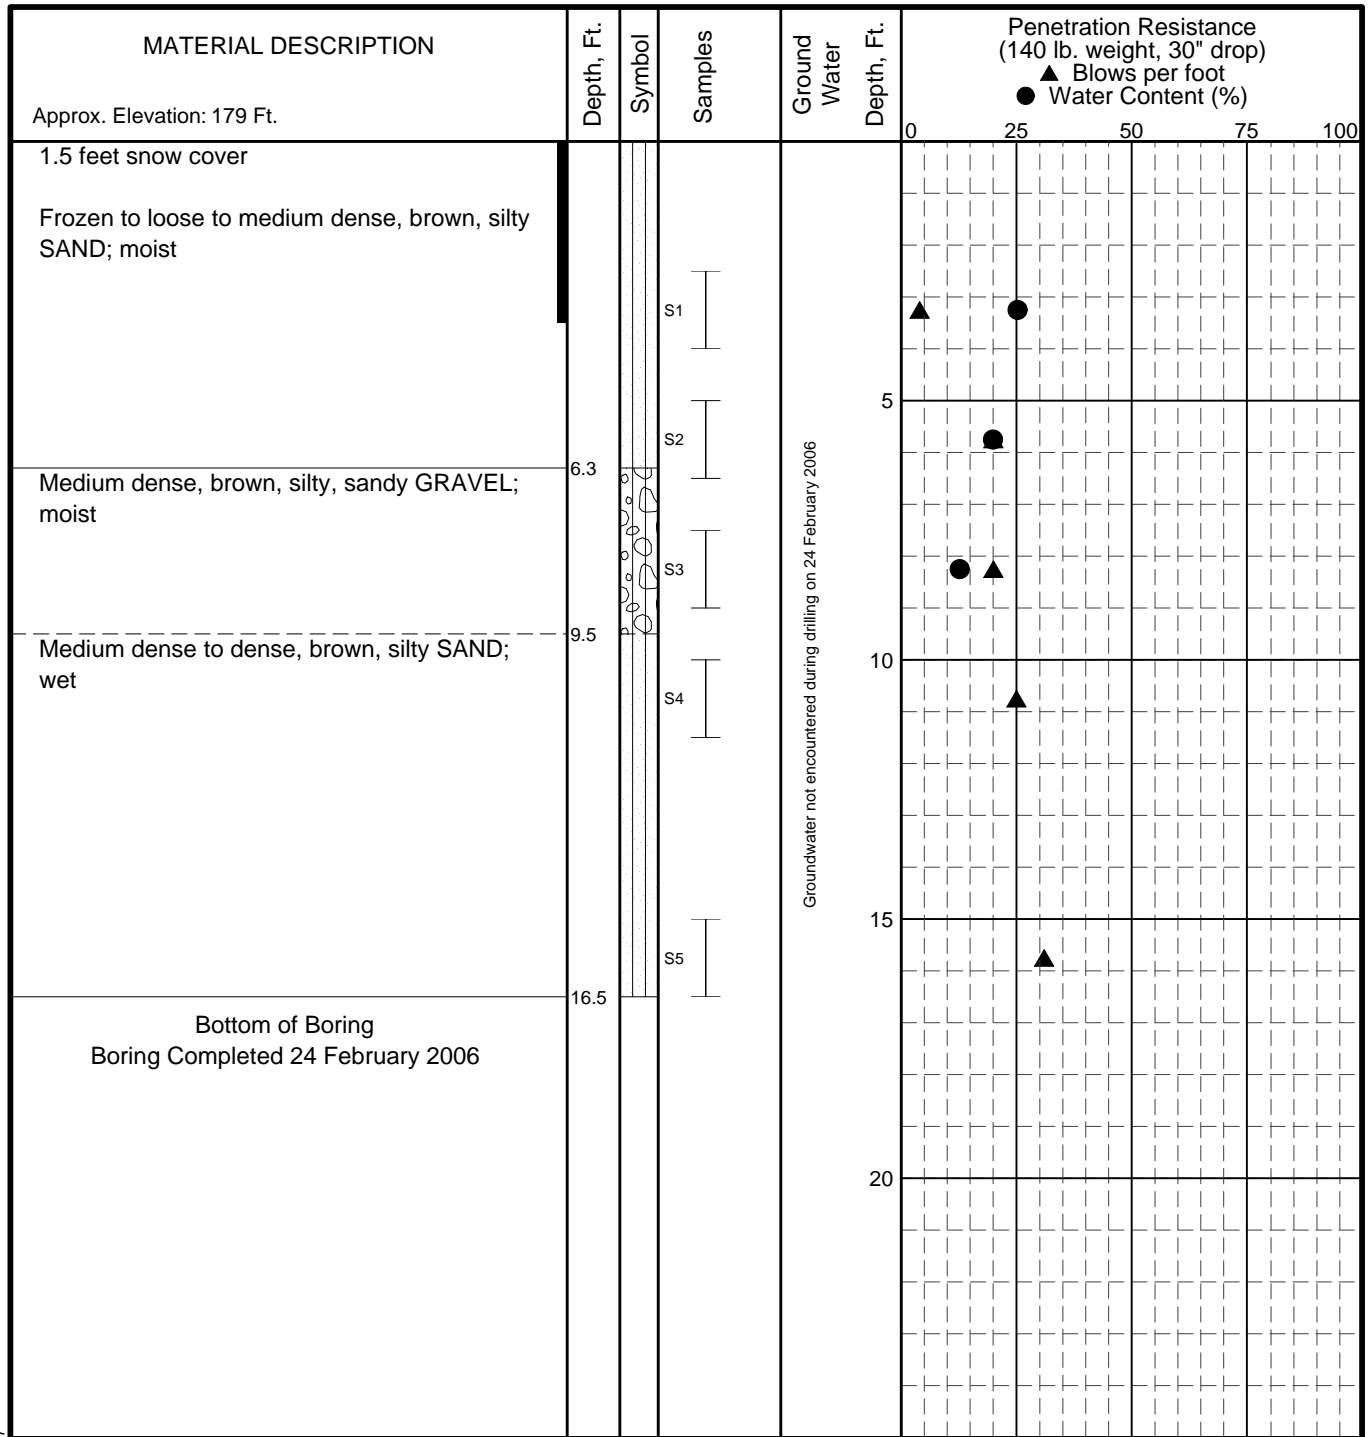 MATERIAL DESCRIPTION
Approx. Elevation: 179 Ft.
Depth, Ft.
Symbol
Samples
Ground
Water
Depth, Ft.
Penetration Resistance
(140 lb. weight, 30" drop)
▲ Blows per foot
● Water Content (%)
0 25 50 75 100
1.5 feet snow cover
Frozen to loose to medium dense, brown, silty
SAND; moist
S1
5
S2
6.3
Medium dense, brown, silty, sandy GRAVEL;
moist
S3
9.5
Medium dense to dense, brown, silty SAND;
wet
10
S4
Groundwater not encountered during drilling on 24 February 2006
15
S5
16.5
Bottom of Boring
Boring Completed 24 February 2006
20